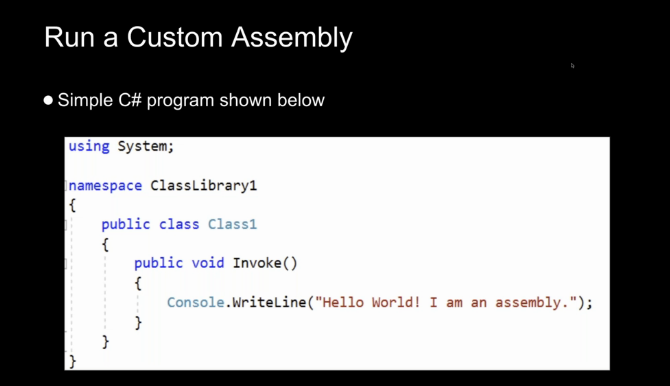 Run a Custom Assembly
● Simple C# program shown below
using System;
namespace ClassLibrary1
{
public class Class1
{
public void Invoke()
{
Console.WriteLine("Hello World! I am an assembly.");
}
}
}